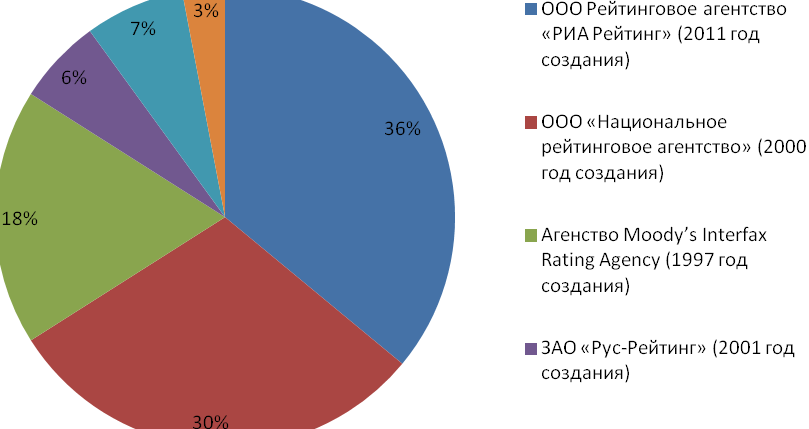 3%
7%
6%
36%
18%
30%
ООО Рейтинговое агентство
«РИА Рейтинг» (2011 год
создания)
ООО «Национальное
рейтинговое агентство» (2000
год создания)
Агенство Moody’s Interfax
Rating Agency (1997 год
создания)
ЗАО «Рус-Рейтинг» (2001 год
создания)